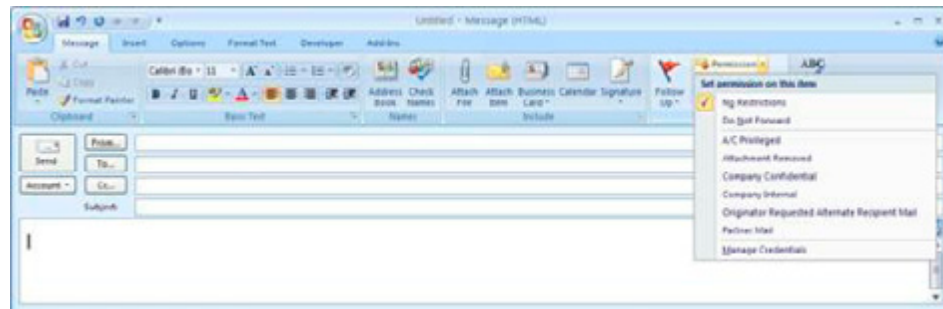 Untitled - Message (HTML)
Message Insert Options Format Text Developer Add-Ins
Cut
Copy
Paste
Format Painter
Calibri (Bo 11
B I U
Address Book
Check Names
Attach File
Attach Item
Business Card
Calendar
Signature
Follow Up
Permission
ABC
Clipboard Basic Text Names Include
Set permission on this item
No Restrictions
Do Not Forward
A/C Privileged
Attachment Removed
Company Confidential
Company Internal
Originator Requested Alternate Recipient Mail
Partner Mail
Manage Credentials
Send
From...
To...
Account
Cc...
Subject: